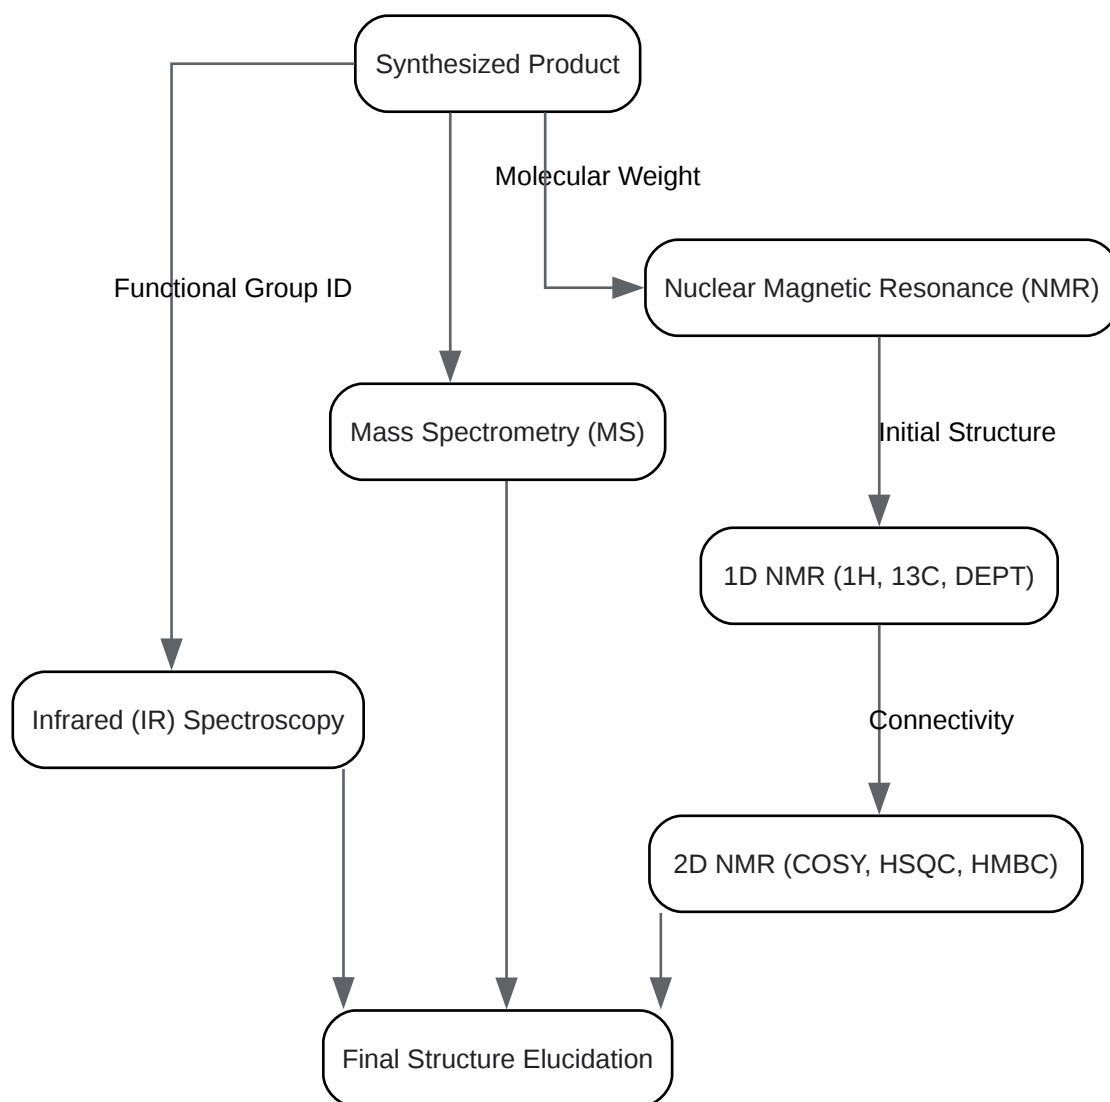 Synthesized Product
Molecular Weight
Functional Group ID
Nuclear Magnetic Resonance (NMR)
Mass Spectrometry (MS)
Initial Structure
1D NMR (1H, 13C, DEPT)
Infrared (IR) Spectroscopy
Connectivity
2D NMR (COSY, HSQC, HMBC)
Final Structure Elucidation